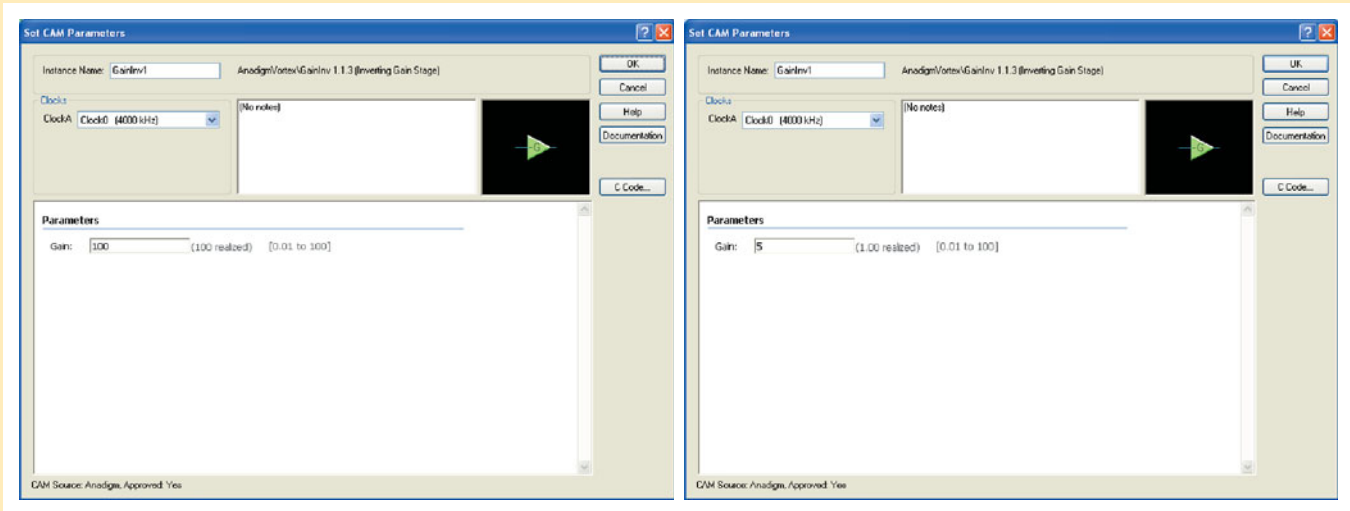 Set CAM Parameters
Instance Name: GainInv1 AnadigmVortex\GainInv 1.1.3 (Inverting Gain Stage)
OK
Cancel
Help
Documentation
C Code...
Clocks
ClockA Clock0 (4000 kHz)
(No notes)
-G-
Parameters
Gain: 100 (100 realized) [0.01 to 100]
CAM Source: Anadigm, Approved: Yes
Set CAM Parameters
Instance Name: GainInv1 AnadigmVortex\GainInv 1.1.3 (Inverting Gain Stage)
OK
Cancel
Help
Documentation
C Code...
Clocks
ClockA Clock0 (4000 kHz)
(No notes)
-G-
Parameters
Gain: 5 (1.00 realized) [0.01 to 100]
CAM Source: Anadigm, Approved: Yes